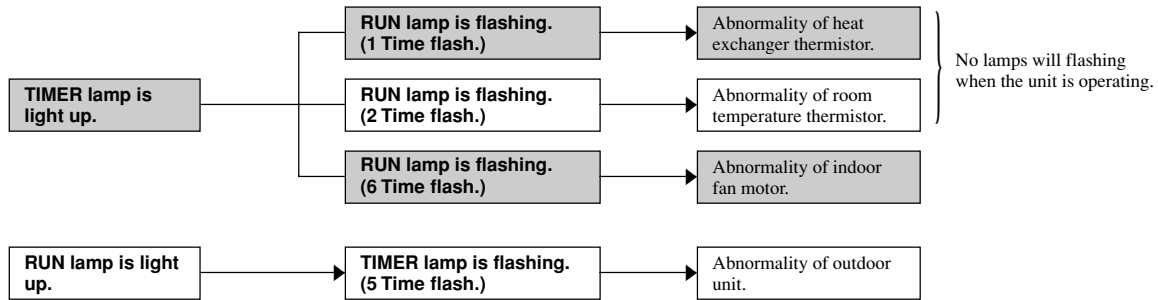 RUN lamp is flashing.
(1 Time flash.)
Abnormality of heat
exchanger thermistor.
No lamps will flashing
when the unit is operating.
TIMER lamp is
light up.
RUN lamp is flashing.
(2 Time flash.)
Abnormality of room
temperature thermistor.
RUN lamp is flashing.
(6 Time flash.)
Abnormality of indoor
fan motor.
RUN lamp is light
up.
TIMER lamp is flashing.
(5 Time flash.)
Abnormality of outdoor
unit.